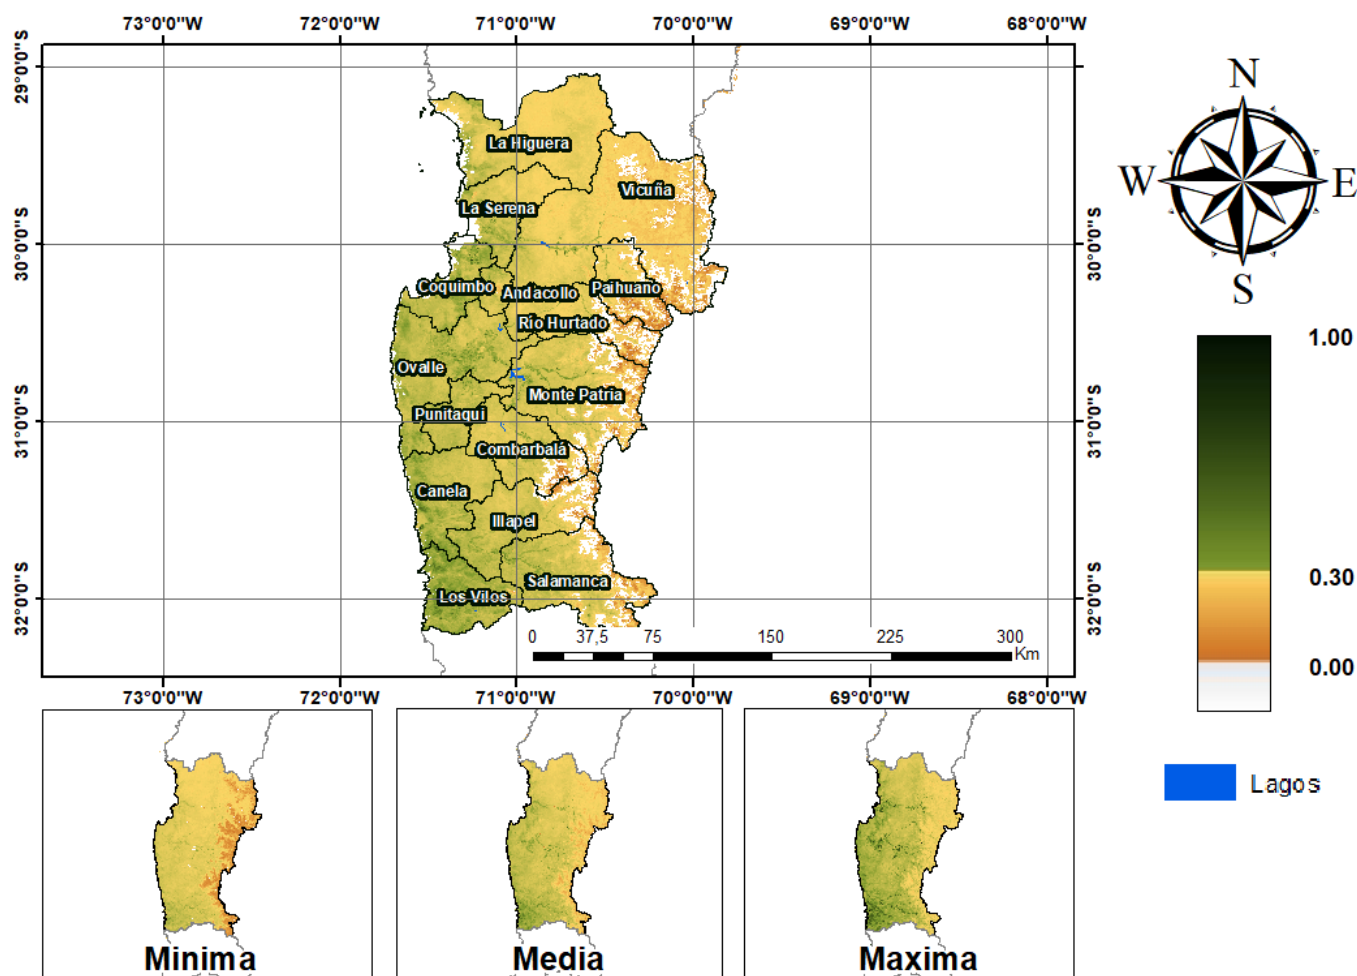 73°0'0"W 72°0'0"W 71°0'0"W 70°0'0"W 69°0'0"W 68°0'0"W
29°0'0"S
30°0'0"S
30°0'0"S
31°0'0"S
31°0'0"S
32°0'0"S
32°0'0"S
La Higuera
Vicuña
La Serena
Coquimbo
Andacollo
Paihuano
Río Hurtado
Ovalle
Monte Patria
Punitaqui
Combarbalá
Canela
Illapel
Salamanca
Los Vilos
0 37,5 75 150 225 300
Km
73°0'0"W 72°0'0"W 71°0'0"W 70°0'0"W 69°0'0"W 68°0'0"W
N
W E
S
1.00
0.30
0.00
Lagos
Minima
Media
Maxima